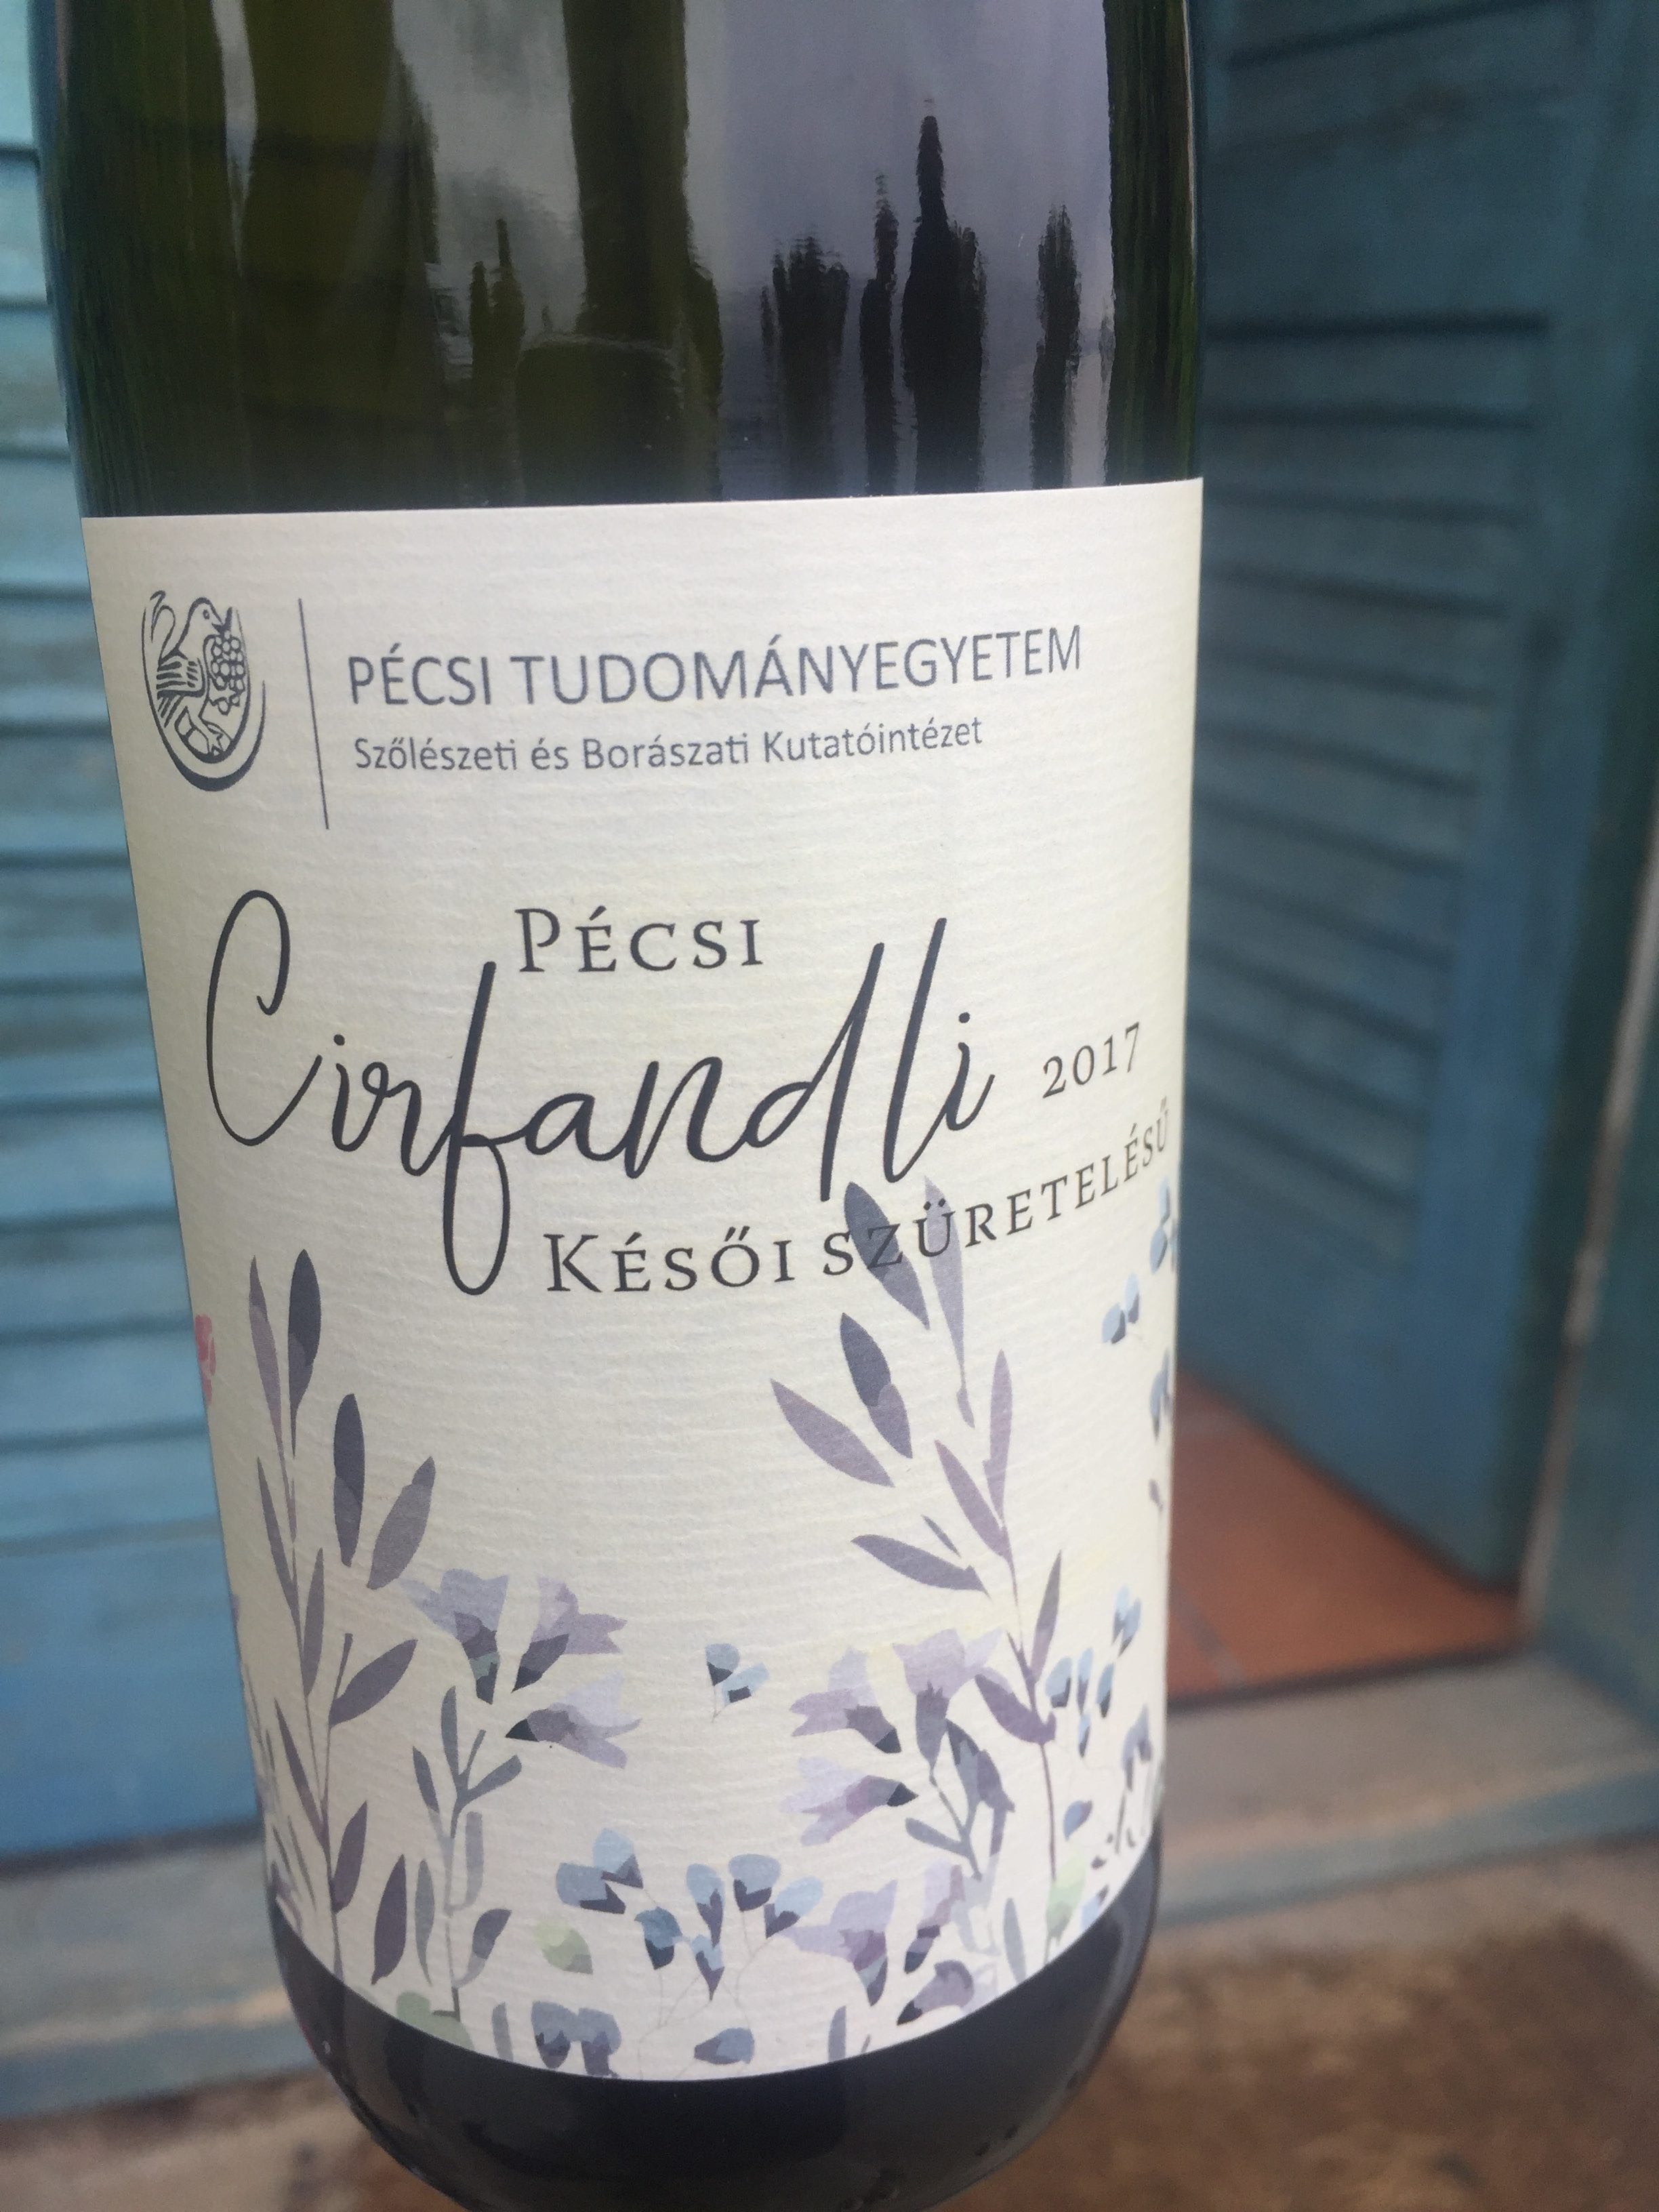 PÉCSI TUDOMÁNYEGYETEM
Szőlészeti és Borászati Kutatóintézet
PÉCSI
Cirfandli
2017
KÉSŐI SZÜRETELÉSŰ